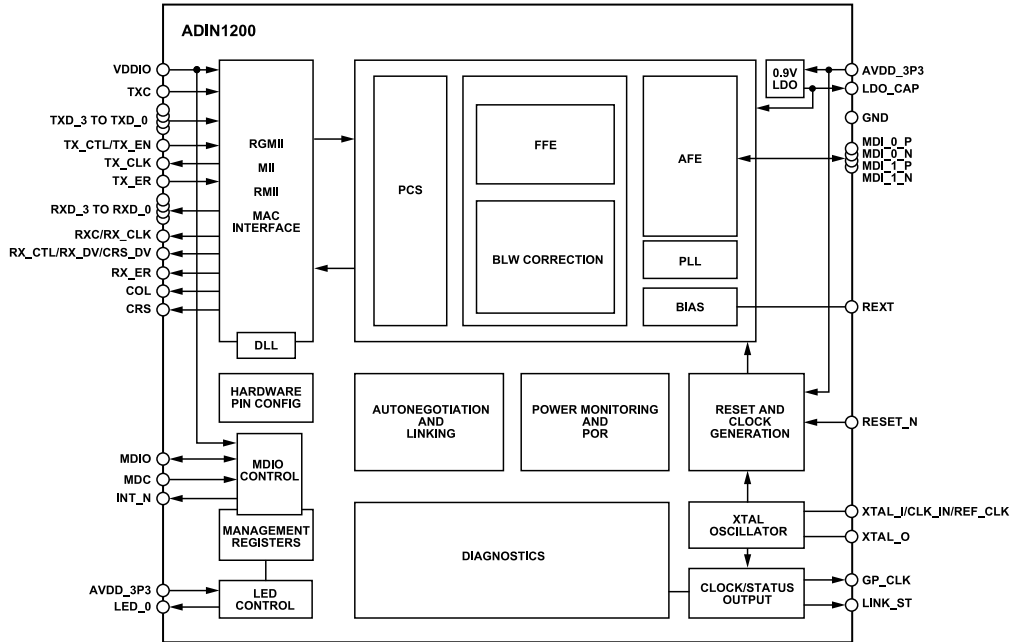 ADIN1200
VDDIO
TXC
TXD_3 TO TXD_0
TX_CTL/TX_EN
TX_CLK
TX_ER
RXD_3 TO RXD_0
RXC/RX_CLK
RX_CTL/RX_DV/CRS_DV
RX_ER
COL
CRS
RGMII
MII
RMII
MAC
INTERFACE
DLL
PCS
FFE
BLW CORRECTION
AFE
PLL
BIAS
0.9V
LDO
AVDD_3P3
LDO_CAP
GND
MDI_0_P
MDI_0_N
MDI_1_P
MDI_1_N
REXT
HARDWARE
PIN CONFIG
AUTONEGOTIATION
AND
LINKING
POWER MONITORING
AND
POR
RESET AND
CLOCK
GENERATION
RESET_N
MDIO
MDC
INT_N
MDIO
CONTROL
MANAGEMENT
REGISTERS
AVDD_3P3
LED_0
LED
CONTROL
DIAGNOSTICS
XTAL
OSCILLATOR
XTAL_I/CLK_IN/REF_CLK
XTAL_O
CLOCK/STATUS
OUTPUT
GP_CLK
LINK_ST